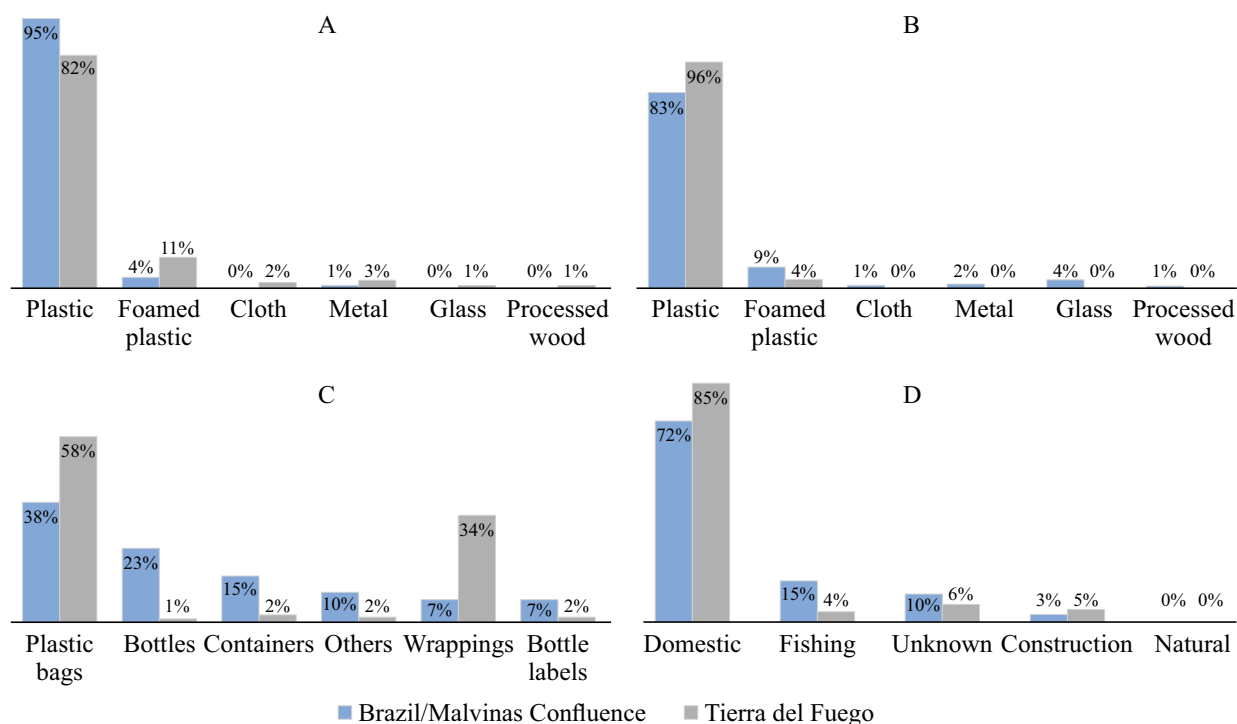 A
95%
82%
4%
11%
0%
2%
1%
3%
0%
1%
0%
1%
Plastic
Foamed
plastic
Cloth
Metal
Glass
Processed
wood
B
83%
96%
9%
4%
1%
0%
2%
0%
4%
0%
1%
0%
Plastic
Foamed
plastic
Cloth
Metal
Glass
Processed
wood
C
38%
58%
23%
1%
15%
2%
10%
2%
7%
34%
7%
2%
Plastic
bags
Bottles
Containers
Others
Wrappings
Bottle
labels
D
72%
85%
15%
4%
10%
6%
3%
5%
0%
0%
Domestic
Fishing
Unknown
Construction
Natural
Brazil/Malvinas Confluence
Tierra del Fuego